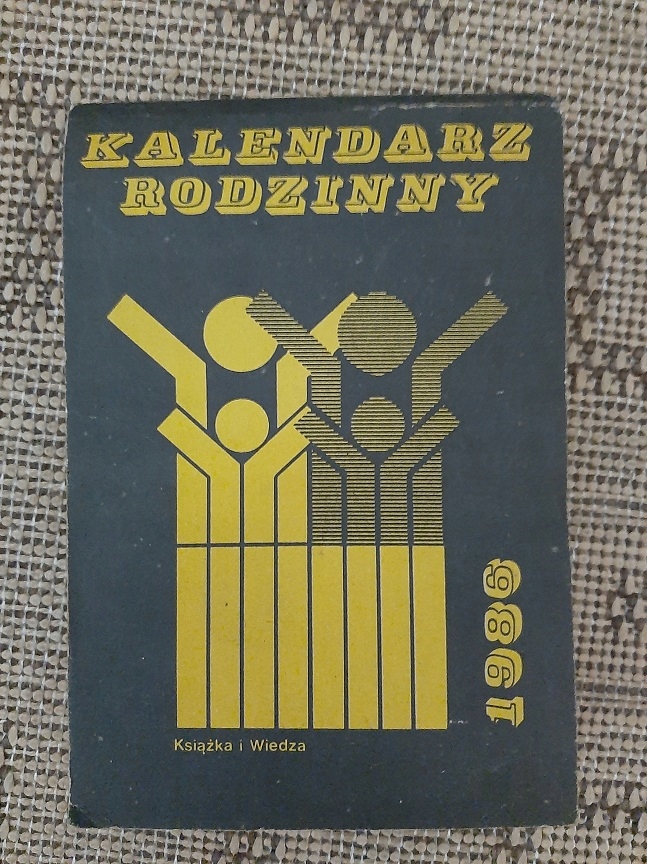 KALENDARZ
RODZINNY
1986
Książka i Wiedza